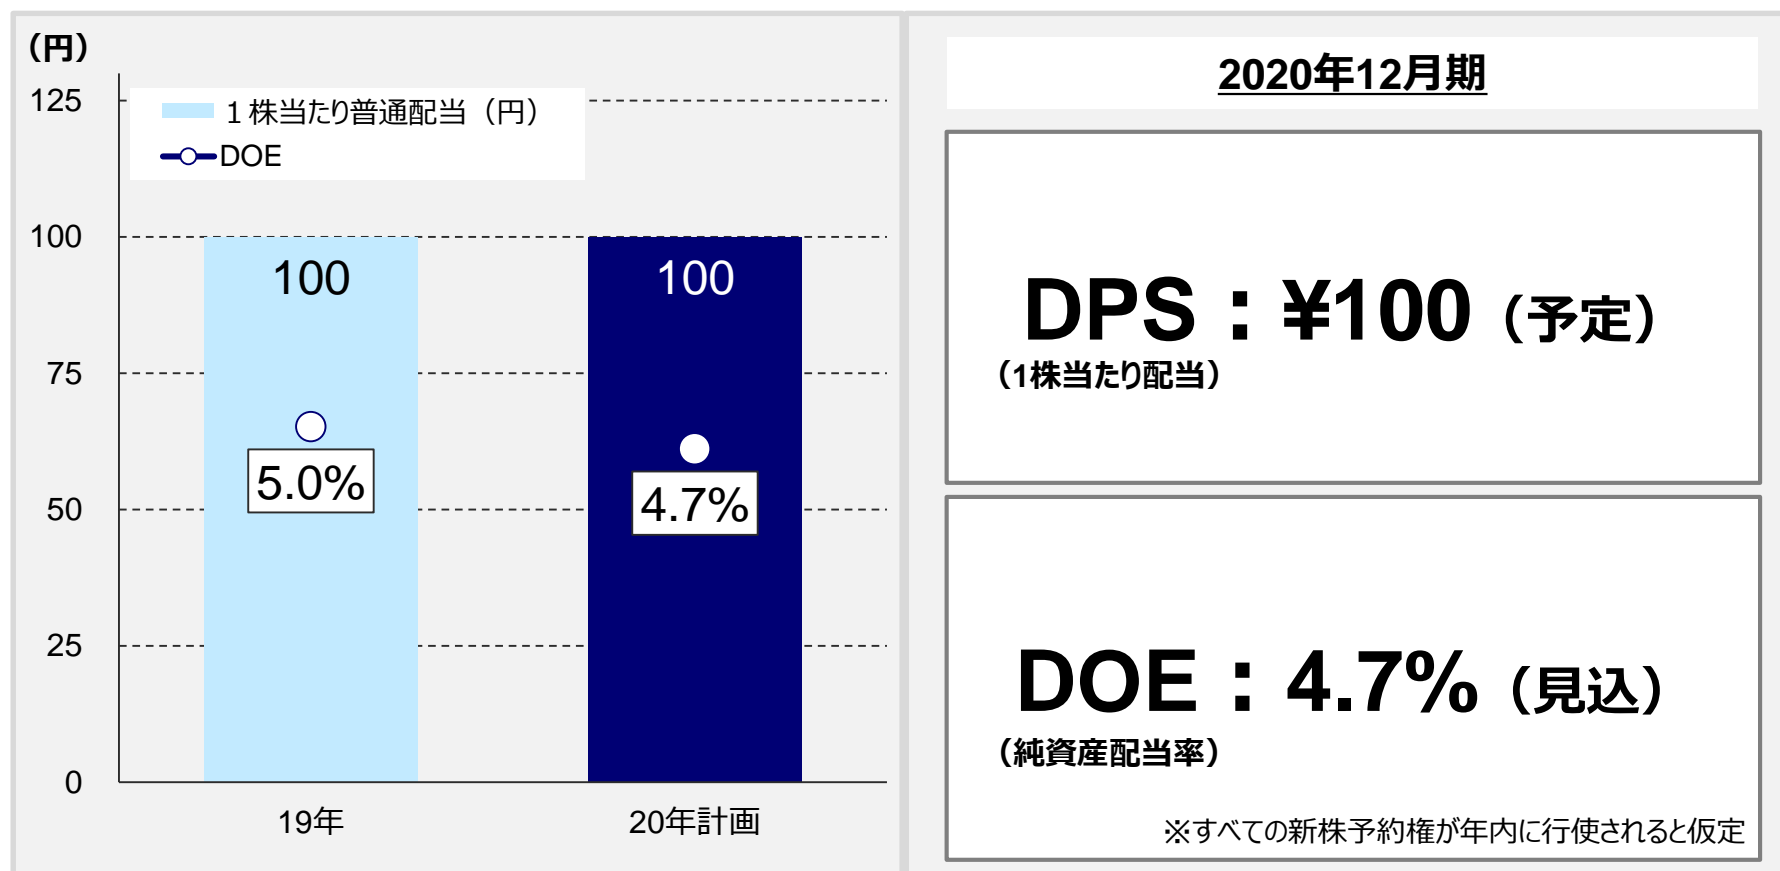 （円）
125
100
75
50
25
0
１株当たり普通配当（円）
DOE
100
100
5.0%
4.7%
19年
20年計画
2020年12月期
DPS：¥100（予定）
（1株当たり配当）
DOE：4.7%（見込）
（純資産配当率）
※すべての新株予約権が年内に行使されると仮定